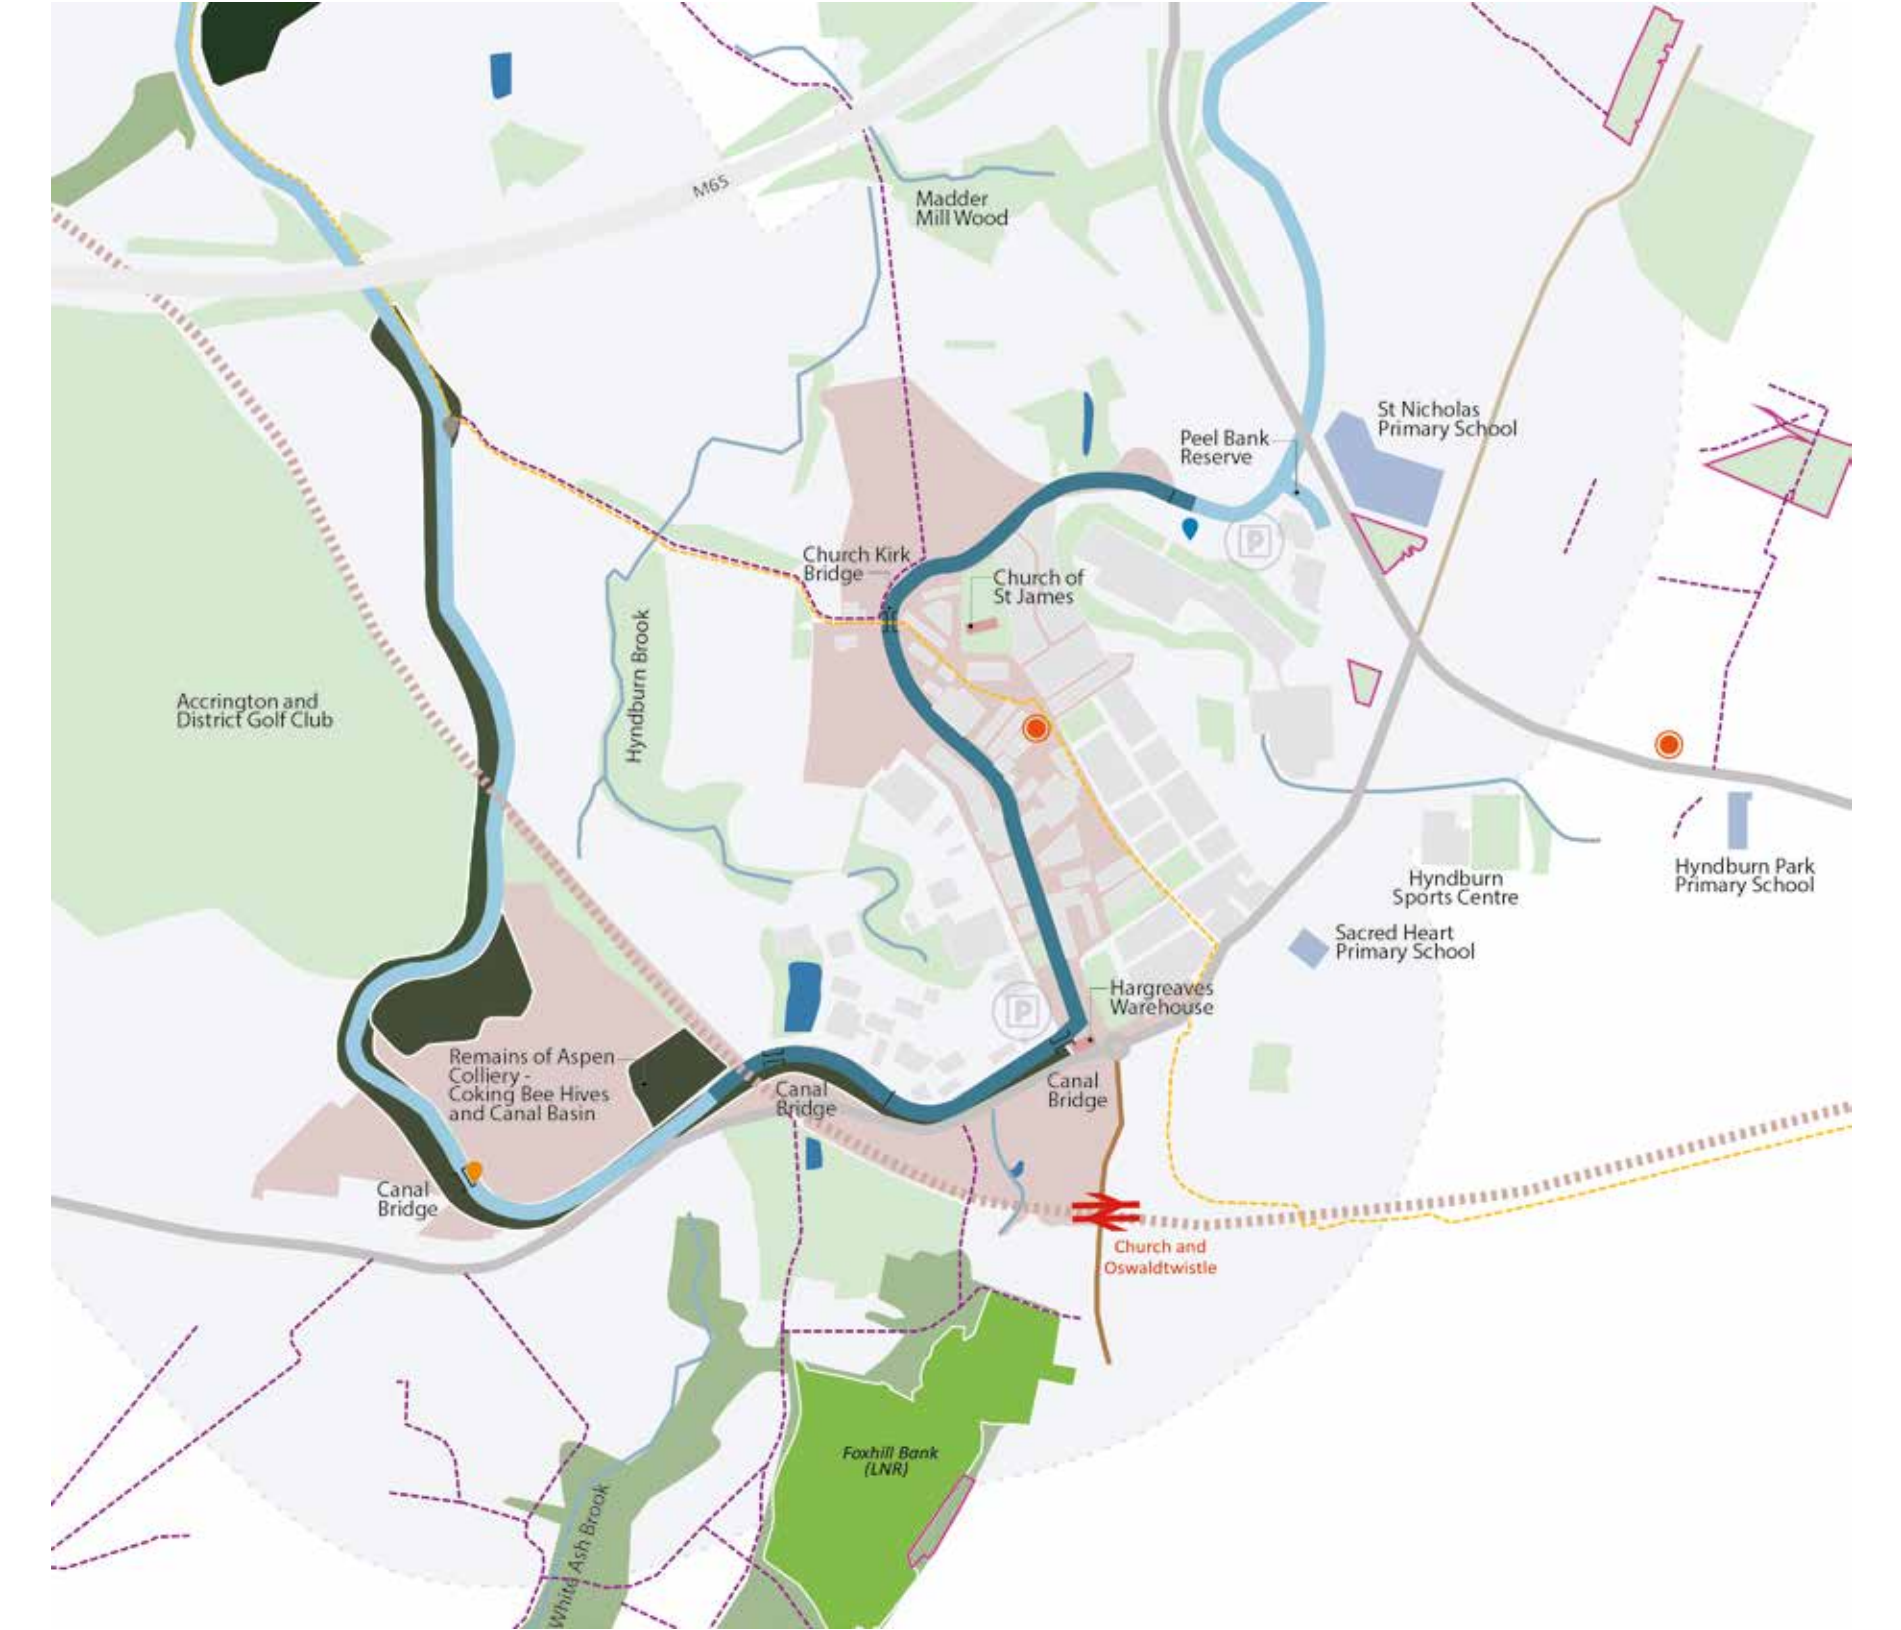 M65
Madder
Mill Wood
St Nicholas
Primary School
Peel Bank
Reserve
P
Church Kirk
Bridge
Church of
St James
Hyndburn Brook
Accrington and
District Golf Club
Hyndburn
Sports Centre
Hyndburn Park
Primary School
Sacred Heart
Primary School
Hargreaves
Warehouse
P
Remains of Aspen
Colliery -
Coking Bee Hives
and Canal Basin
Canal
Bridge
Canal
Bridge
Canal
Bridge
Church and
Oswaldtwistle
Foxhill Bank
(LNR)
White Ash Brook